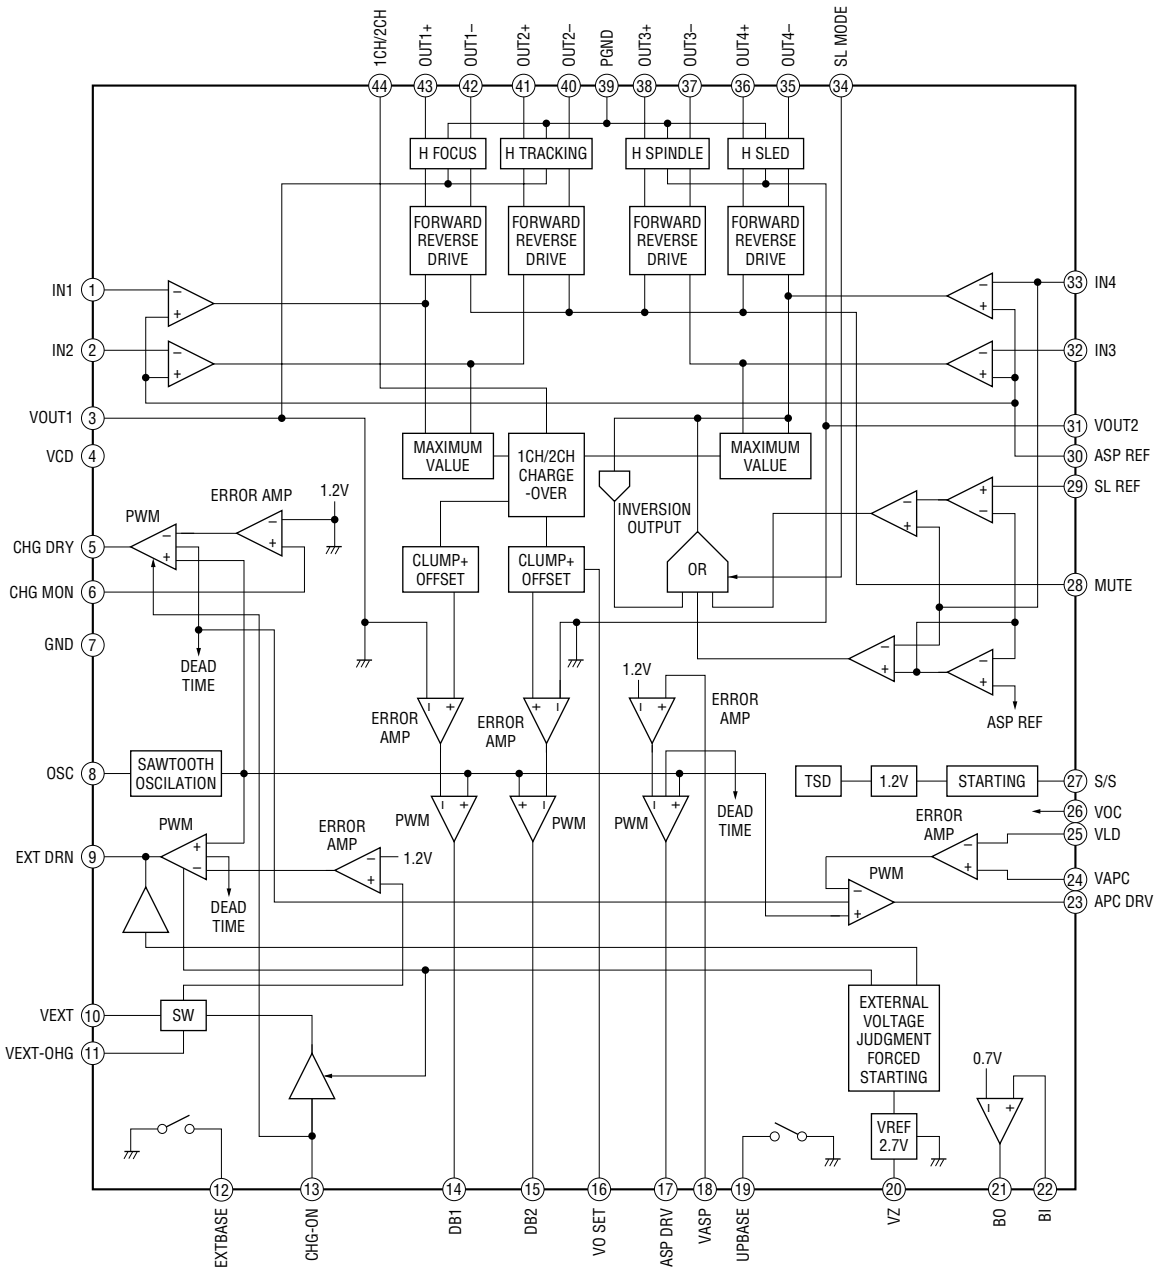 1CH/2CH
OUT1+
OUT1–
OUT2+
OUT2–
PGND
OUT3+
OUT3–
OUT4+
OUT4–
SL MODE
44
43
42
41
40
39
38
37
36
35
34
H FOCUS
H TRACKING
H SPINDLE
H SLED
FORWARD
REVERSE
DRIVE
FORWARD
REVERSE
DRIVE
FORWARD
REVERSE
DRIVE
FORWARD
REVERSE
DRIVE
IN1 1
– +
– +
33 IN4
IN2 2
– +
– +
32 IN3
VOUT1 3
31 VOUT2
VCD 4
30 ASP REF
MAXIMUM
VALUE
1CH/2CH
CHARGE
-OVER
MAXIMUM
VALUE
29 SL REF
ERROR AMP
1.2V
PWM
– +
– +
INVERSION
OUTPUT
– +
+ –
CHG DRY 5
CLUMP+
OFFSET
CLUMP+
OFFSET
OR
28 MUTE
CHG MON 6
GND 7
DEAD
TIME
– +
– +
1.2V
ASP REF
ERROR
AMP
– +
ERROR
AMP
+ –
– +
ERROR
AMP
OSC 8
SAWTOOTH
OSCILATION
TSD
1.2V
STARTING
27 S/S
26 VOC
PWM
– +
+ –
PWM
PWM
– +
DEAD
TIME
ERROR
AMP
– +
25 VLD
24 VAPC
PWM
+ –
EXT DRN 9
DEAD
TIME
ERROR
AMP
– +
1.2V
PWM
– +
23 APC DRV
VEXT 10
SW
VEXT-OHG 11
EXTERNAL
VOLTAGE
JUDGMENT
FORCED
STARTING
0.7V
– +
VREF
2.7V
12
13
14
15
16
17
18
19
20
21
22
EXTBASE
CHG-ON
DB1
DB2
VO SET
ASP DRV
VASP
UPBASE
VZ
BO
BI